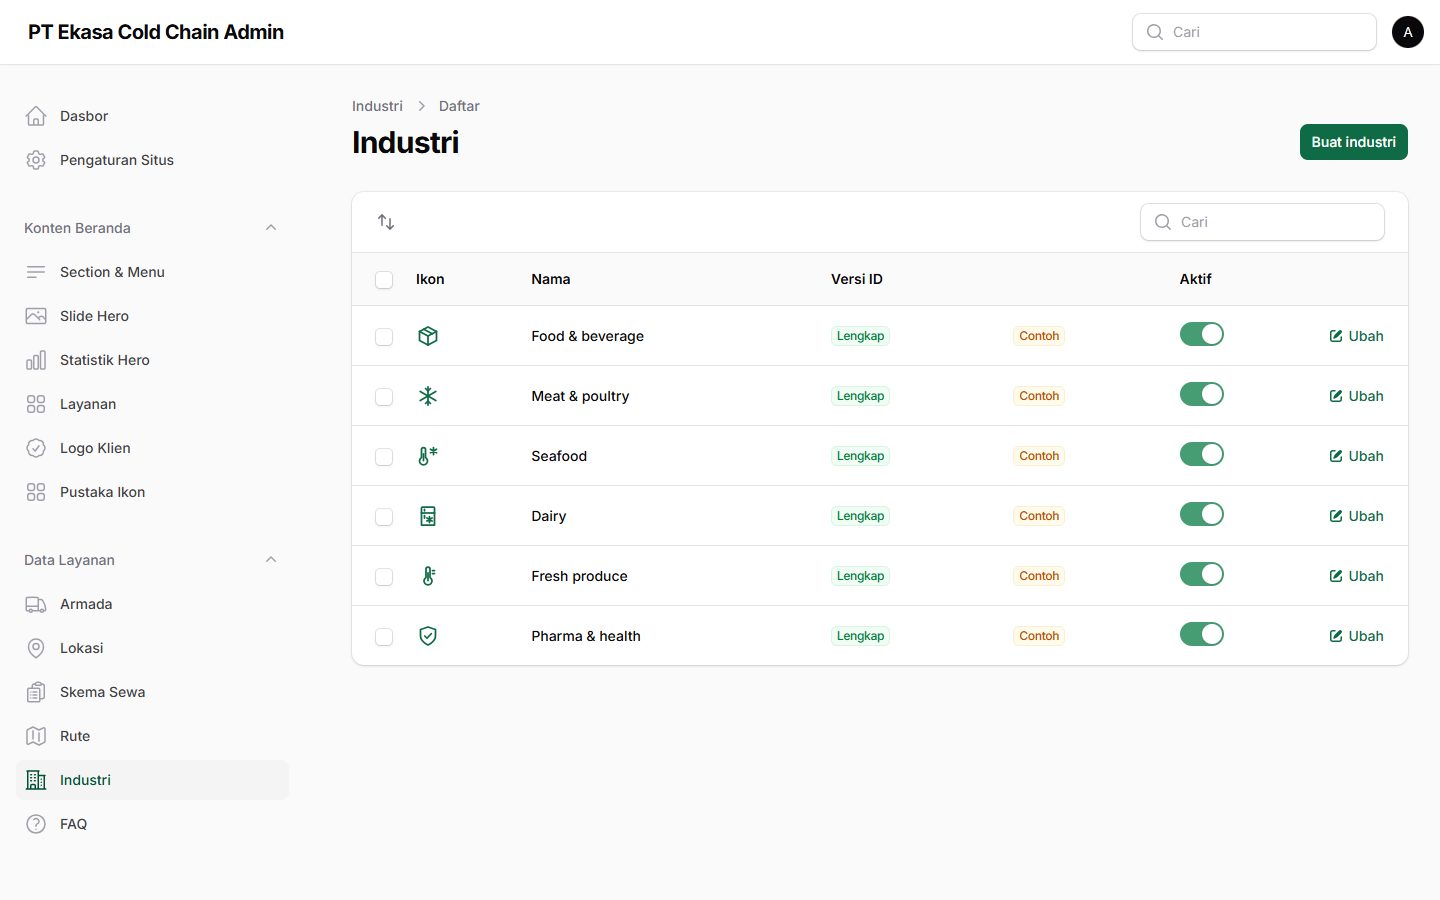 PT Ekasa Cold Chain Admin
Cari
A
Dasbor
Pengaturan Situs
Konten Beranda
Section & Menu
Slide Hero
Statistik Hero
Layanan
Logo Klien
Pustaka Ikon
Data Layanan
Armada
Lokasi
Skema Sewa
Rute
Industri
FAQ
Industri > Daftar
Industri
Buat industri
Cari
Ikon Nama Versi ID Aktif
Food & beverage Lengkap Contoh Ubah
Meat & poultry Lengkap Contoh Ubah
Seafood Lengkap Contoh Ubah
Dairy Lengkap Contoh Ubah
Fresh produce Lengkap Contoh Ubah
Pharma & health Lengkap Contoh Ubah